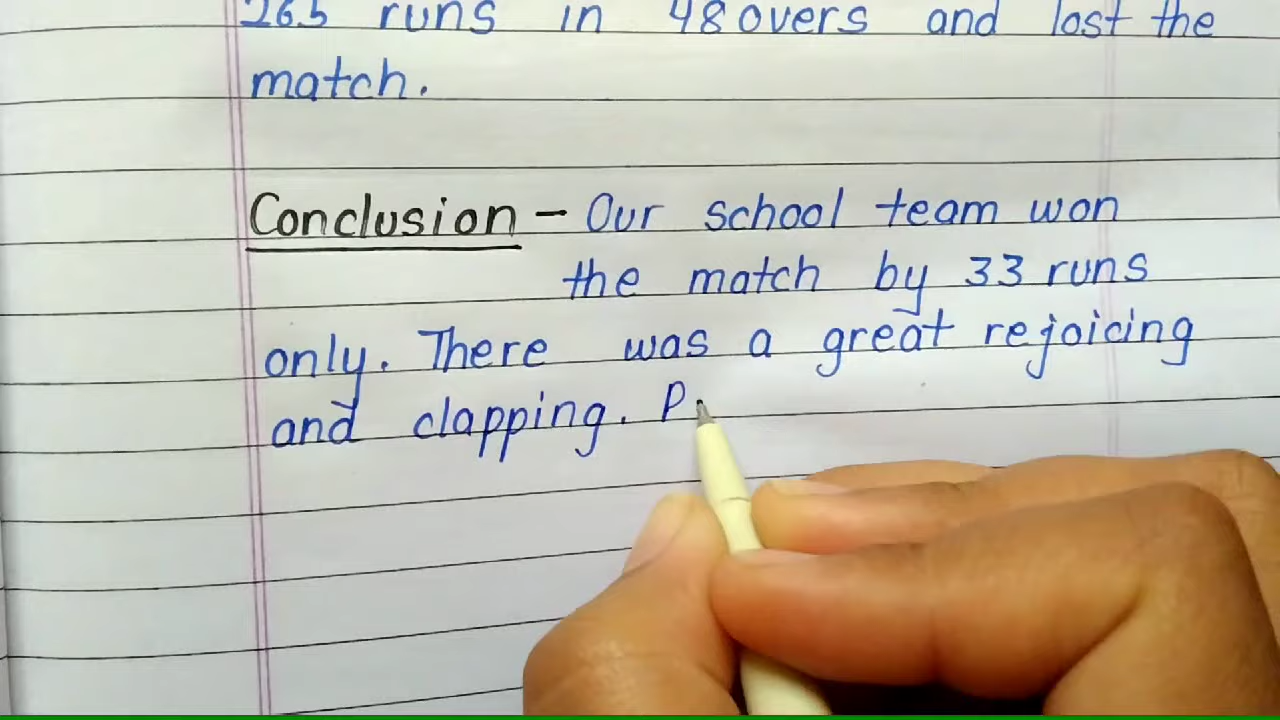 265 runs in 48 overs and lost the
match.
Conclusion - Our school team won
the match by 33 runs
only. There was a great rejoicing
and clapping. P